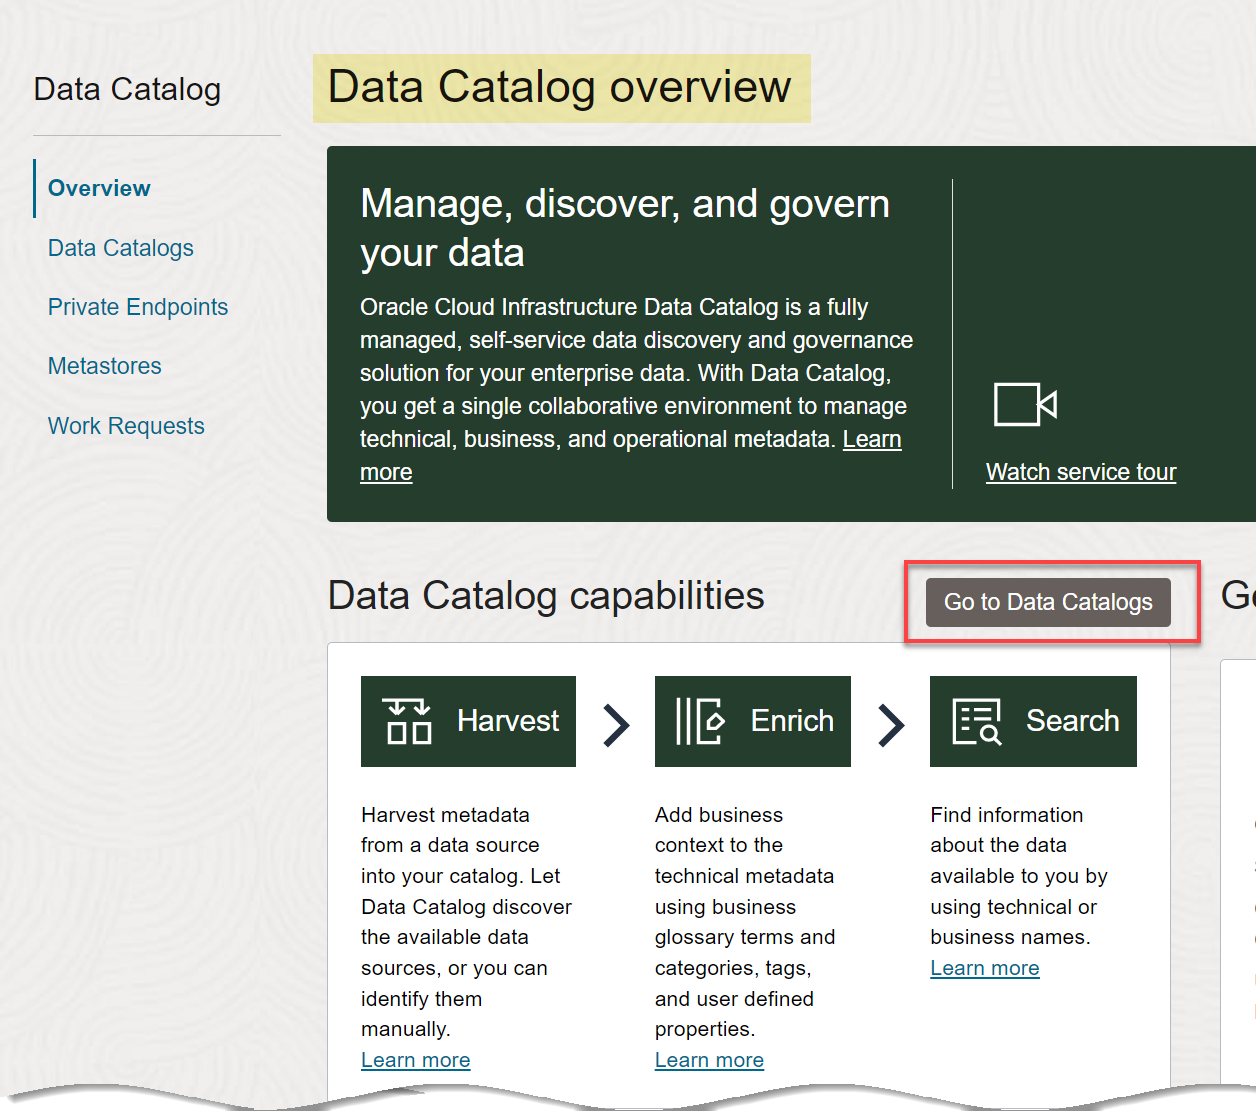 Data Catalog
Overview
Data Catalogs
Private Endpoints
Metastores
Work Requests
Data Catalog overview
Manage, discover, and govern
your data
Oracle Cloud Infrastructure Data Catalog is a fully
managed, self-service data discovery and governance
solution for your enterprise data. With Data Catalog,
you get a single collaborative environment to manage
technical, business, and operational metadata. Learn
more
Watch service tour
Data Catalog capabilities
Go to Data Catalogs
Harvest
Harvest metadata
from a data source
into your catalog. Let
Data Catalog discover
the available data
sources, or you can
identify them
manually.
Learn more
Enrich
Add business
context to the
technical metadata
using business
glossary terms and
categories, tags,
and user defined
properties.
Learn more
Search
Find information
about the data
available to you by
using technical or
business names.
Learn more